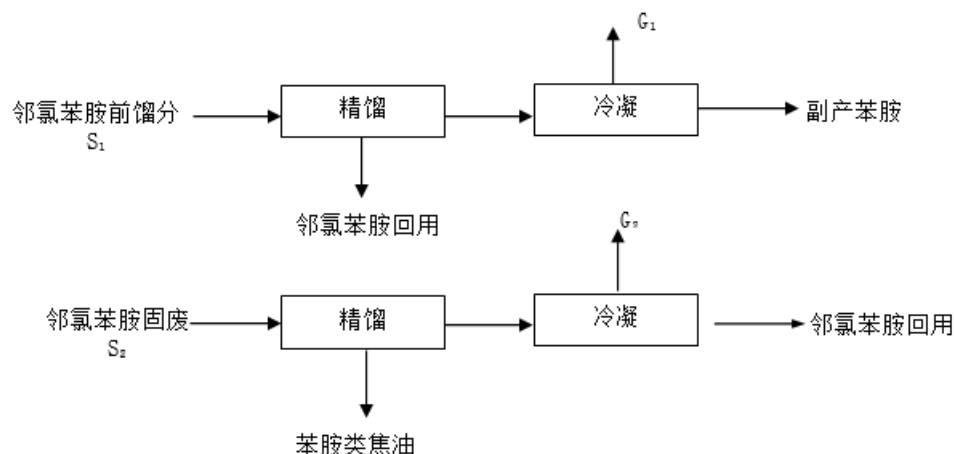 G₁
邻氯苯胺前馏分
S₁
精馏
冷凝
副产苯胺
邻氯苯胺回用
G₂
邻氯苯胺固废
S₂
精馏
冷凝
邻氯苯胺回用
苯胺类焦油